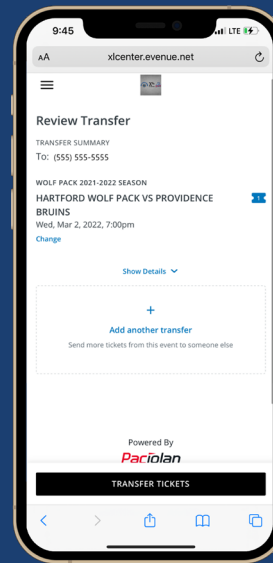 9:45
LTE
AA
xlcenter.evenue.net
Review Transfer
TRANSFER SUMMARY
To: (555) 555-5555
WOLF PACK 2021-2022 SEASON
HARTFORD WOLF PACK VS PROVIDENCE
BRUINS
1
Wed, Mar 2, 2022, 7:00pm
Change
Show Details
Add another transfer
Send more tickets from this event to someone else
Powered By
Paciolan
TRANSFER TICKETS